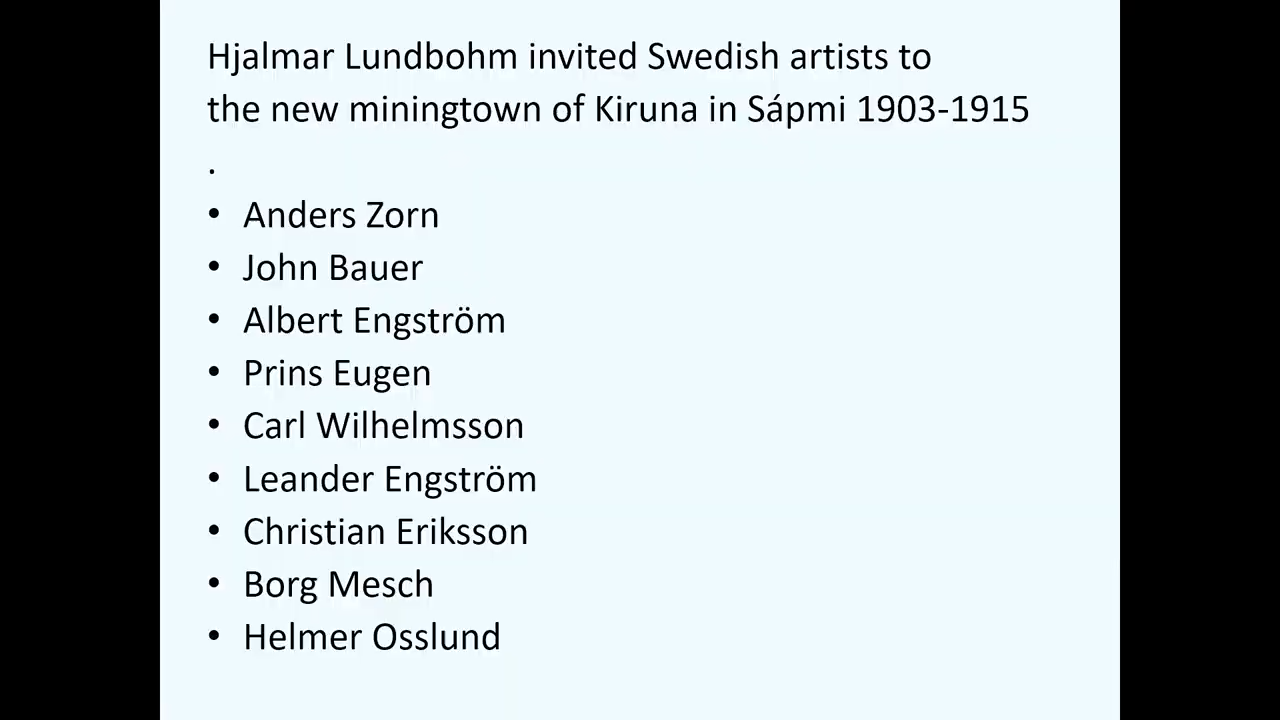 Hjalmar Lundbohm invited Swedish artists to
the new miningtown of Kiruna in Sápmi 1903-1915
.
• Anders Zorn
• John Bauer
• Albert Engström
• Prins Eugen
• Carl Wilhelmsson
• Leander Engström
• Christian Eriksson
• Borg Mesch
• Helmer Osslund